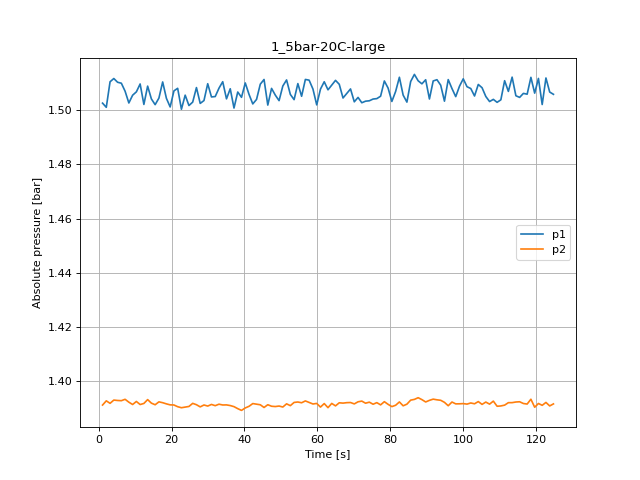 1_5bar-20C-large
Absolute pressure [bar]
1.50
1.48
1.46
1.44
1.42
1.40
p1
p2
0 20 40 60 80 100 120
Time [s]